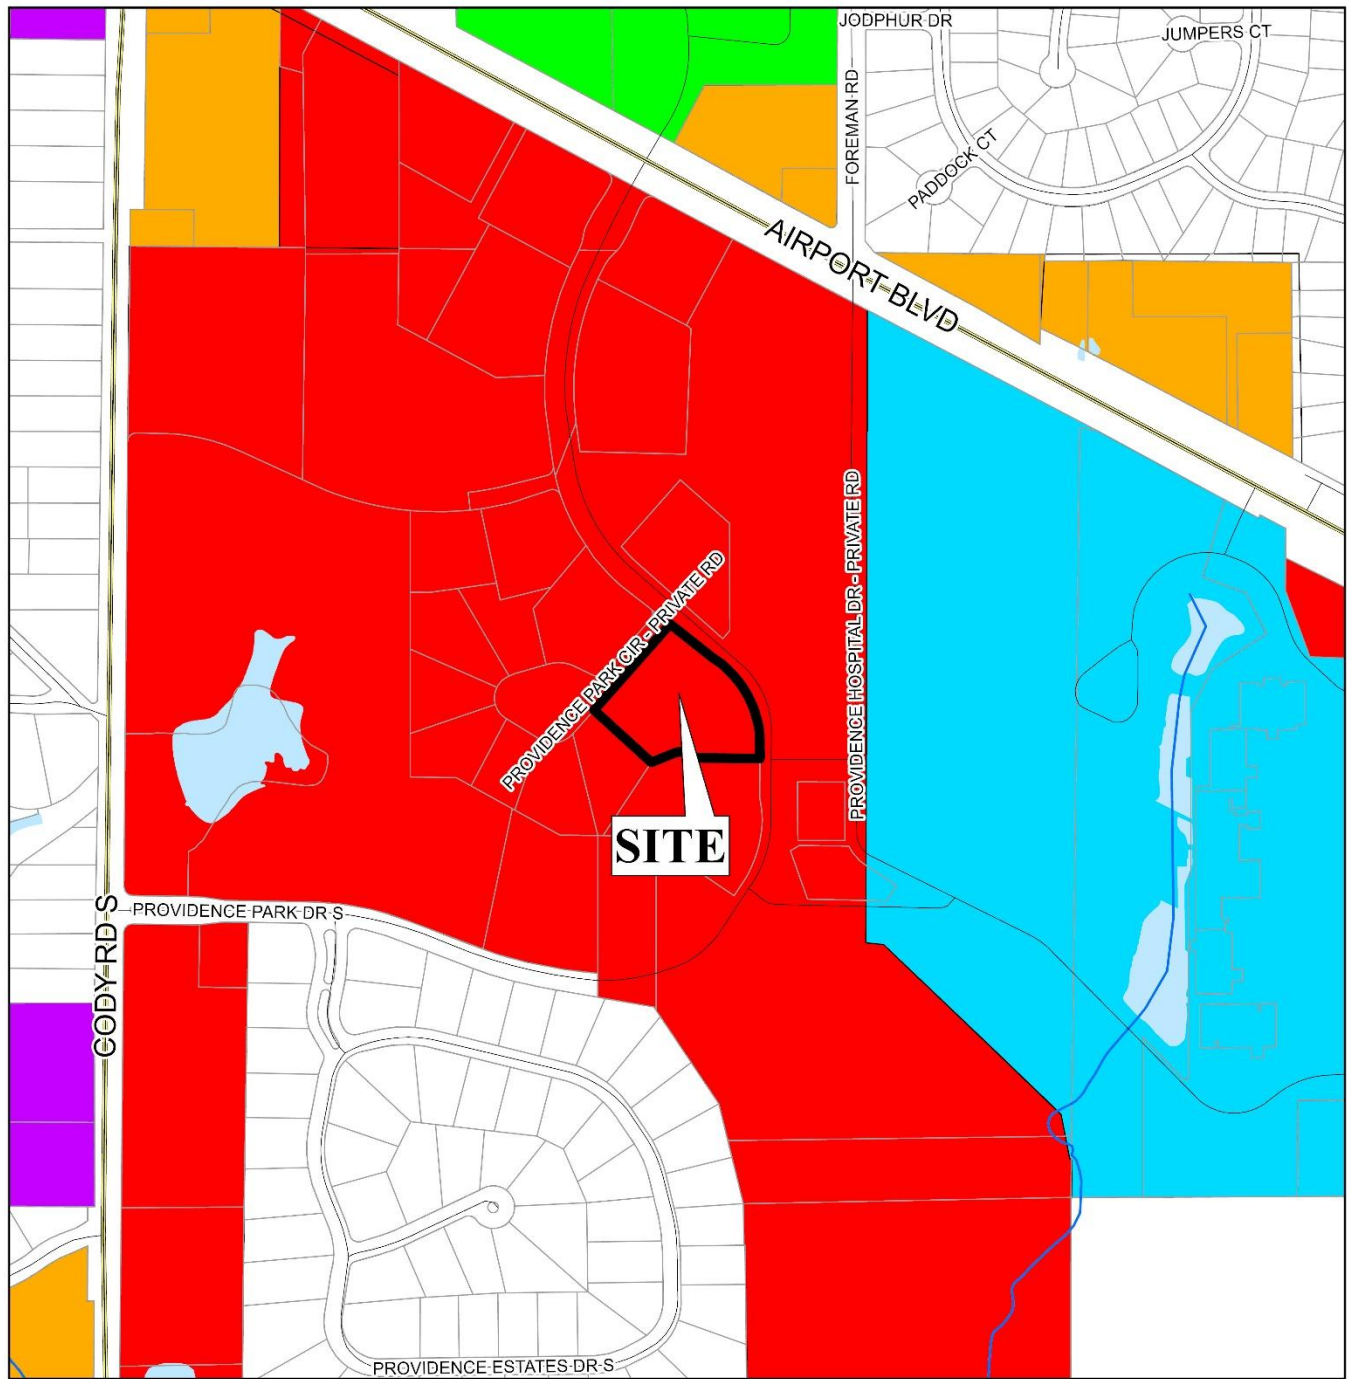 JODPHUR DR
JUMPERS CT
FOREMAN RD
PADDOCK CT
AIRPORT BLVD
PROVIDENCE HOSPITAL DR - PRIVATE RD
PROVIDENCE PARK CIR - PRIVATE RD
SITE
CODY RD S
PROVIDENCE PARK DR S
PROVIDENCE ESTATES DR S